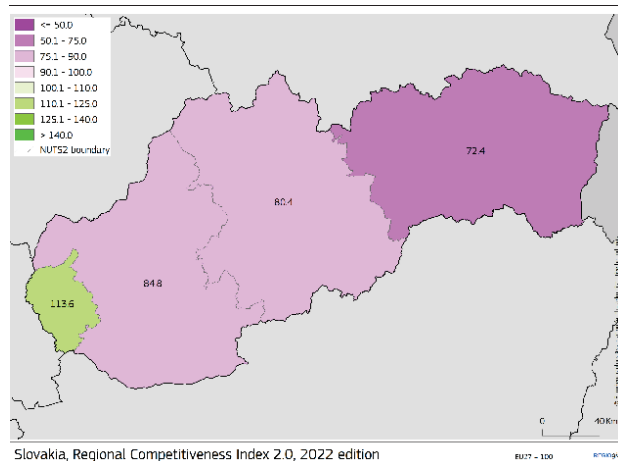 <= 50.0
50.1 - 75.0
75.1 - 90.0
90.1 - 100.0
100.1 - 110.0
110.1 - 125.0
125.1 - 140.0
> 140.0
NUTS2 boundary
72.4
80.4
84.8
113.6
0 40 Km
Slovakia, Regional Competitiveness Index 2.0, 2022 edition
EU27 = 100